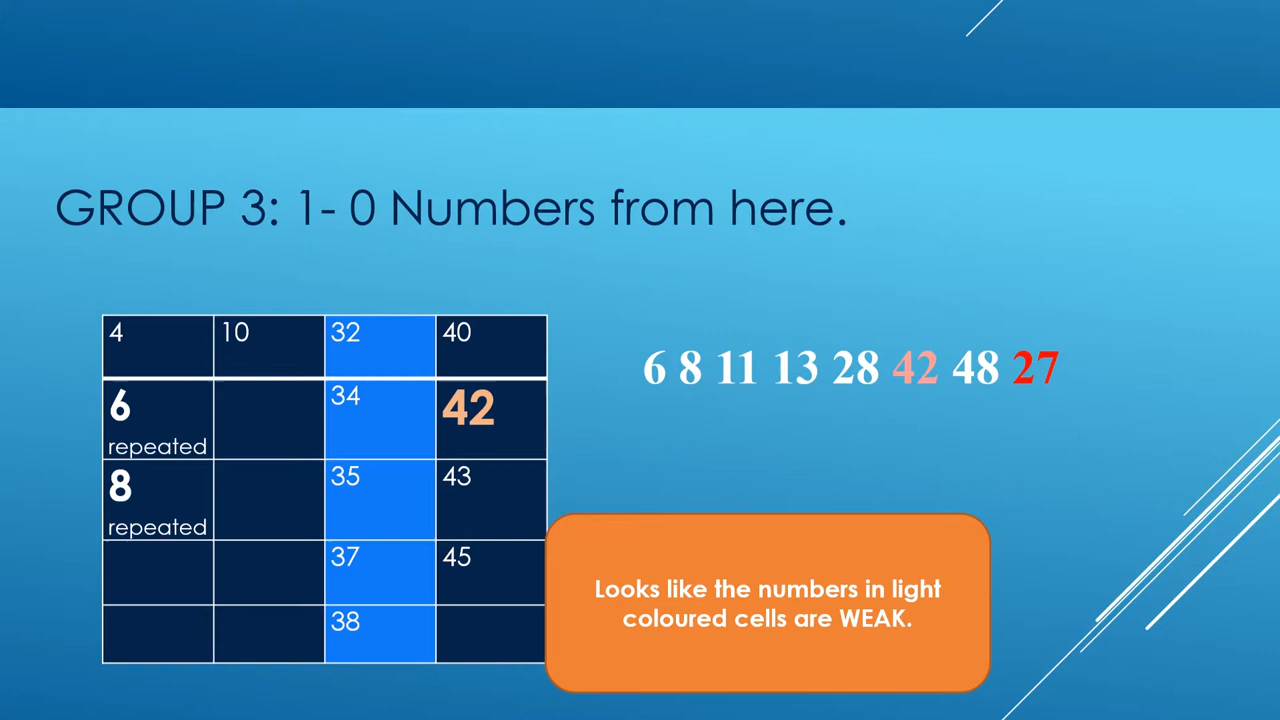 GROUP 3: 1- 0 Numbers from here.
4 10 32 40
6 34 42
repeated
8 35 43
repeated
37 45
38
6 8 11 13 28 42 48 27
Looks like the numbers in light
coloured cells are WEAK.